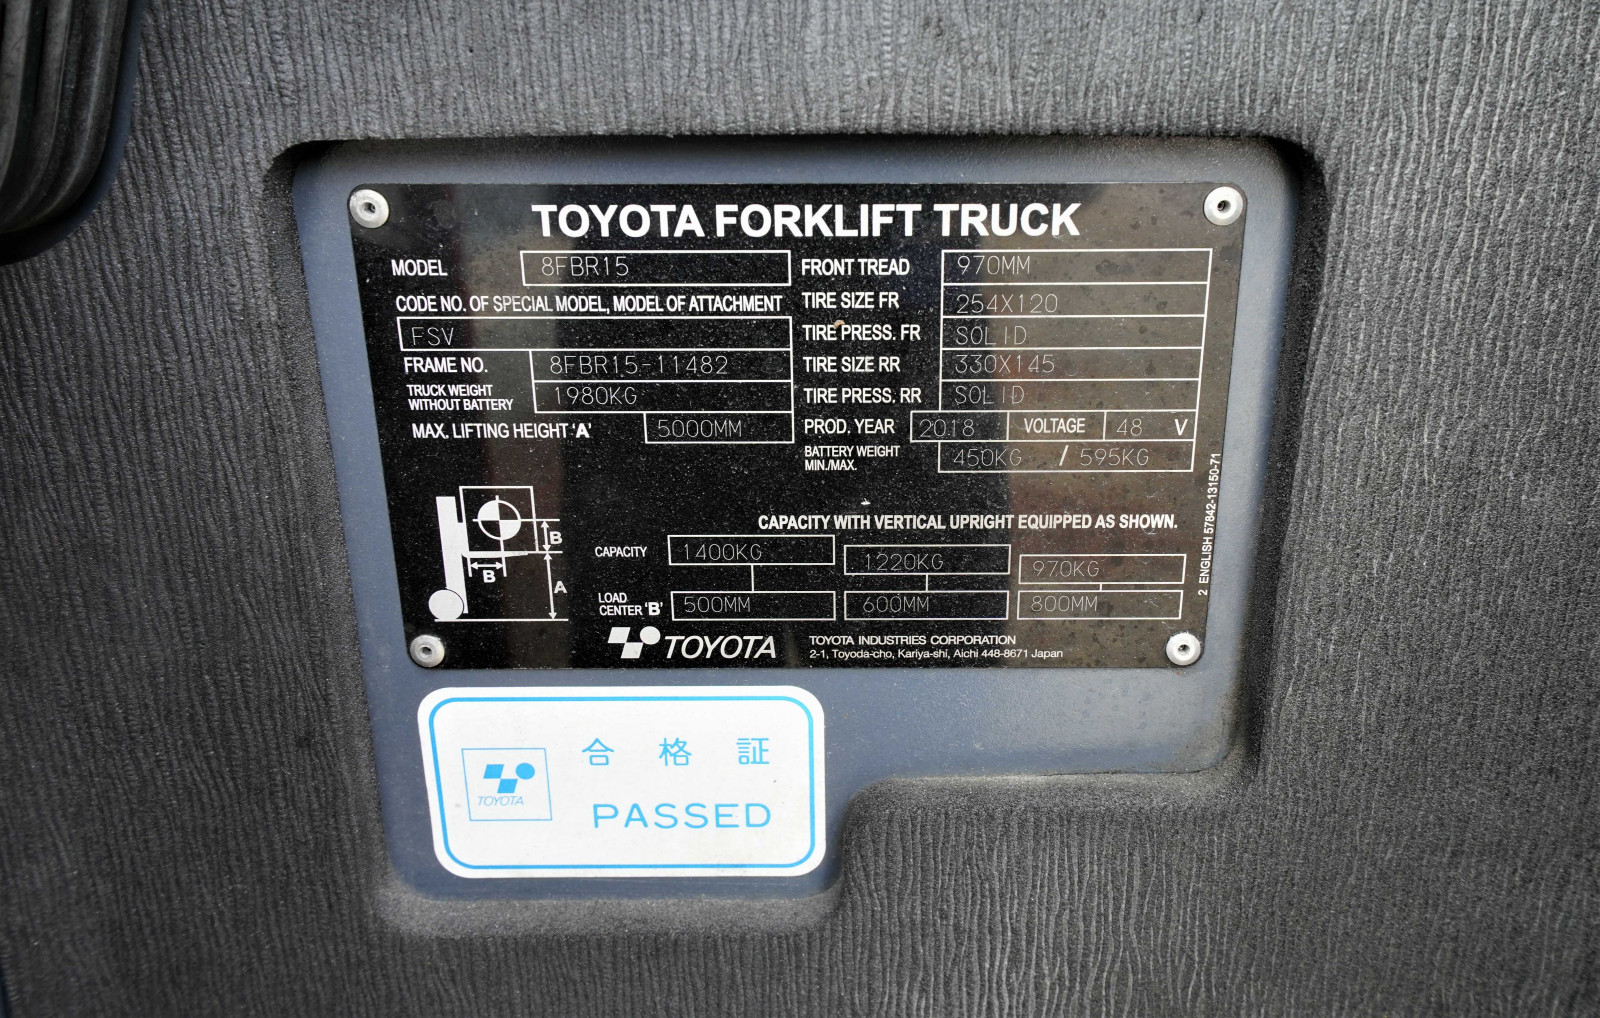 TOYOTA FORKLIFT TRUCK
MODEL 8FBR15
CODE NO. OF SPECIAL MODEL, MODEL OF ATTACHMENT
FSV
FRAME NO. 8FBR15-11482
TRUCK WEIGHT
WITHOUT BATTERY 1980KG
MAX. LIFTING HEIGHT 'A' 5000MM
FRONT TREAD 970MM
TIRE SIZE FR 254X120
TIRE PRESS. FR SOLID
TIRE SIZE RR 330X145
TIRE PRESS. RR SOLID
PROD. YEAR 2018 VOLTAGE 48 V
BATTERY WEIGHT
MIN./MAX. 450KG / 595KG
CAPACITY WITH VERTICAL UPRIGHT EQUIPPED AS SHOWN.
B
B
A
CAPACITY 1400KG 1220KG 970KG
LOAD
CENTER 'B' 500MM 600MM 800MM
TOYOTA
TOYOTA INDUSTRIES CORPORATION
2-1, Toyoda-cho, Kariya-shi, Aichi 448-8671 Japan
2 ENGLISH 57842-13150-71
TOYOTA
合格証
PASSED